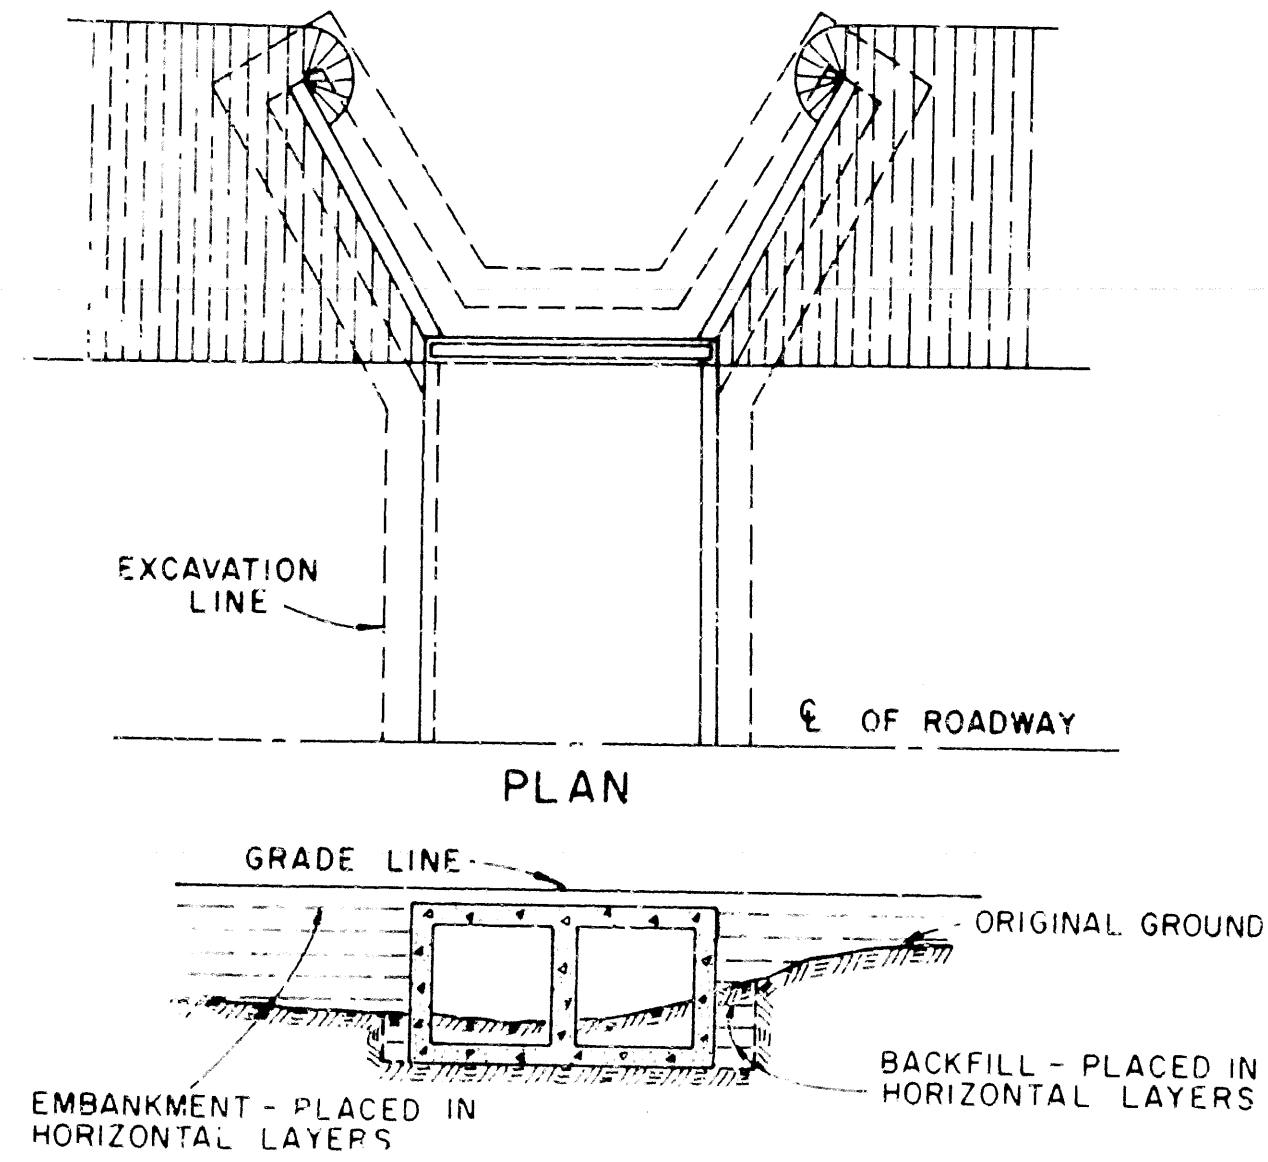 EXCAVATION
LINE
℄ OF ROADWAY
PLAN
GRADE LINE
ORIGINAL GROUND
BACKFILL - PLACED IN
HORIZONTAL LAYERS
EMBANKMENT - PLACED IN
HORIZONTAL LAYERS